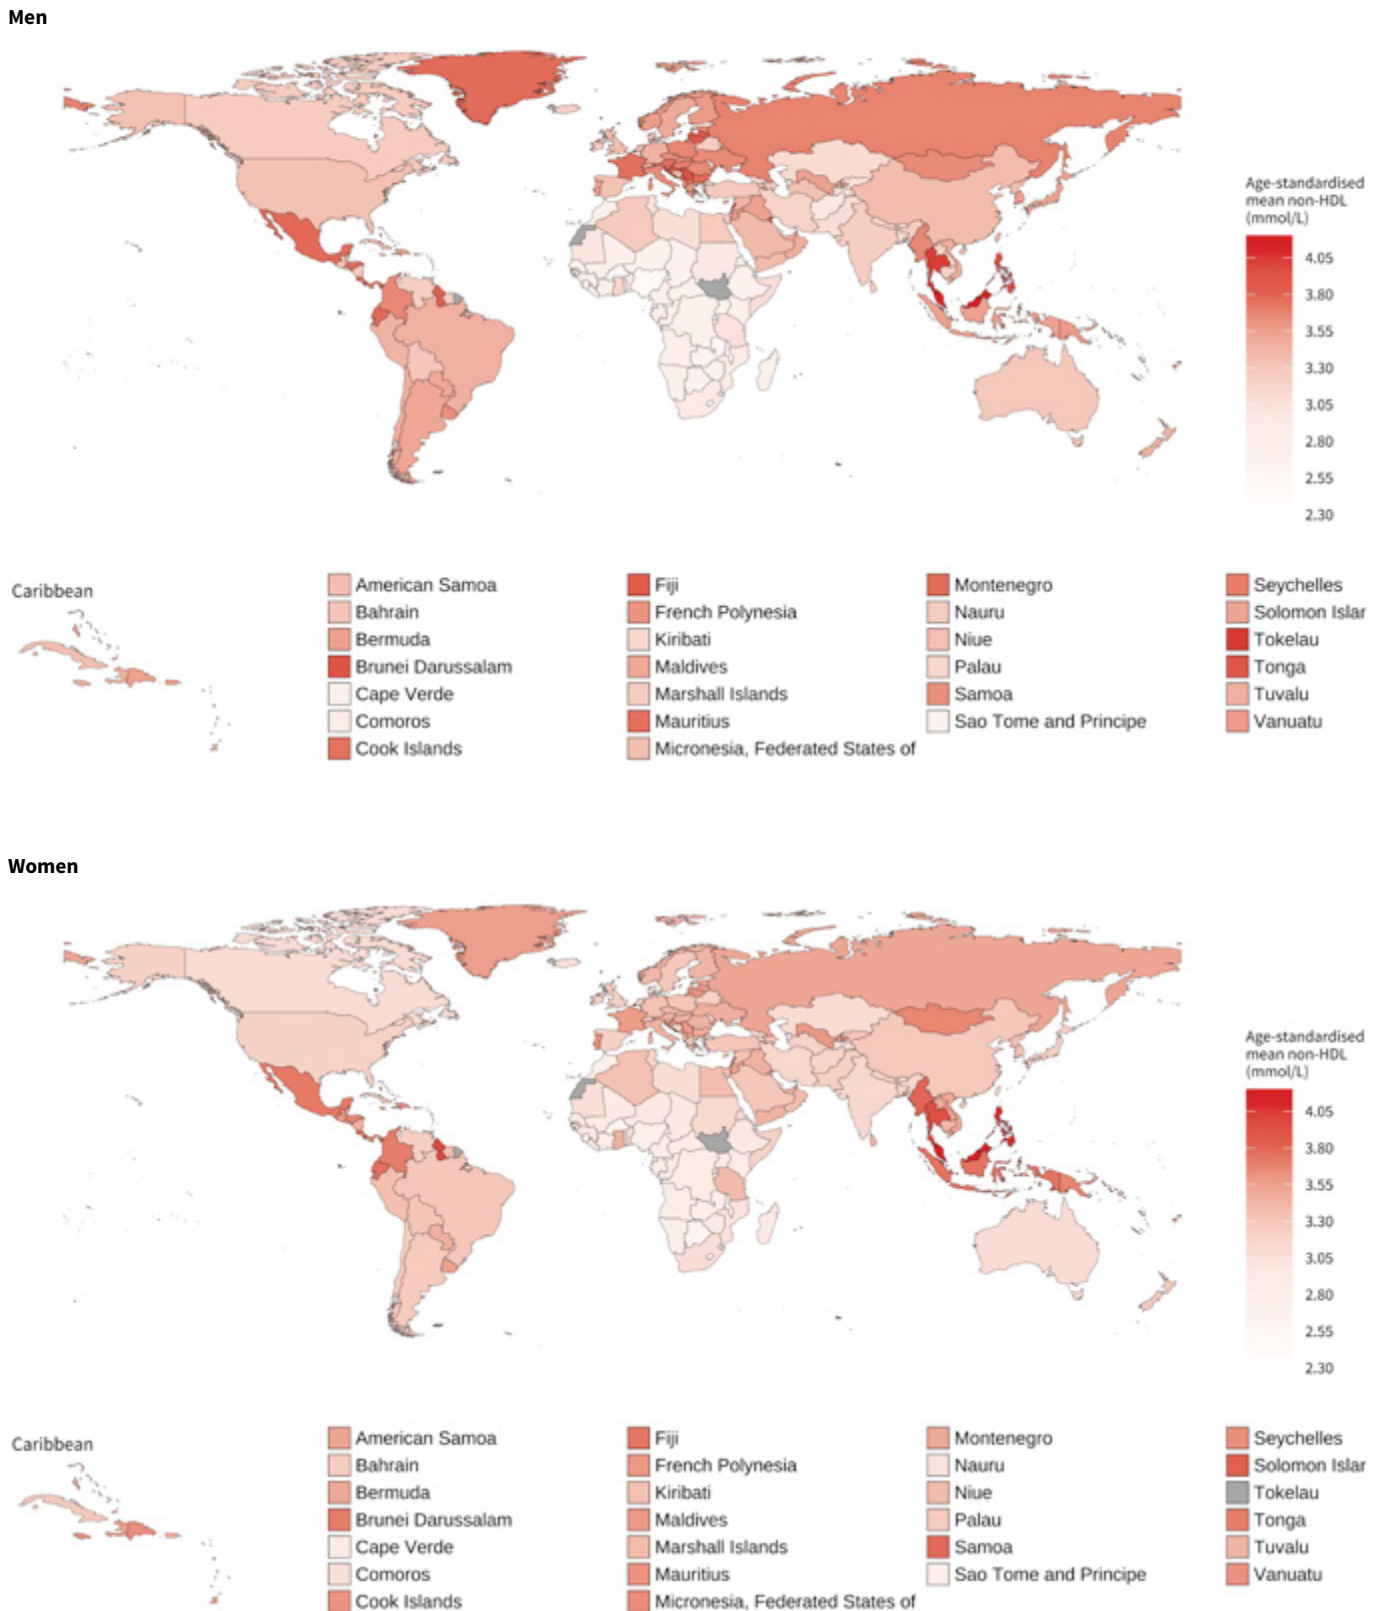 Men
Age-standardised
mean non-HDL
(mmol/L)
4.05
3.80
3.55
3.30
3.05
2.80
2.55
2.30
Caribbean
American Samoa
Bahrain
Bermuda
Brunei Darussalam
Cape Verde
Comoros
Cook Islands
Fiji
French Polynesia
Kiribati
Maldives
Marshall Islands
Mauritius
Micronesia, Federated States of
Montenegro
Nauru
Niue
Palau
Samoa
Sao Tome and Principe
Seychelles
Solomon Islar
Tokelau
Tonga
Tuvalu
Vanuatu
Women
Age-standardised
mean non-HDL
(mmol/L)
4.05
3.80
3.55
3.30
3.05
2.80
2.55
2.30
Caribbean
American Samoa
Bahrain
Bermuda
Brunei Darussalam
Cape Verde
Comoros
Cook Islands
Fiji
French Polynesia
Kiribati
Maldives
Marshall Islands
Mauritius
Micronesia, Federated States of
Montenegro
Nauru
Niue
Palau
Samoa
Sao Tome and Principe
Seychelles
Solomon Islar
Tokelau
Tonga
Tuvalu
Vanuatu